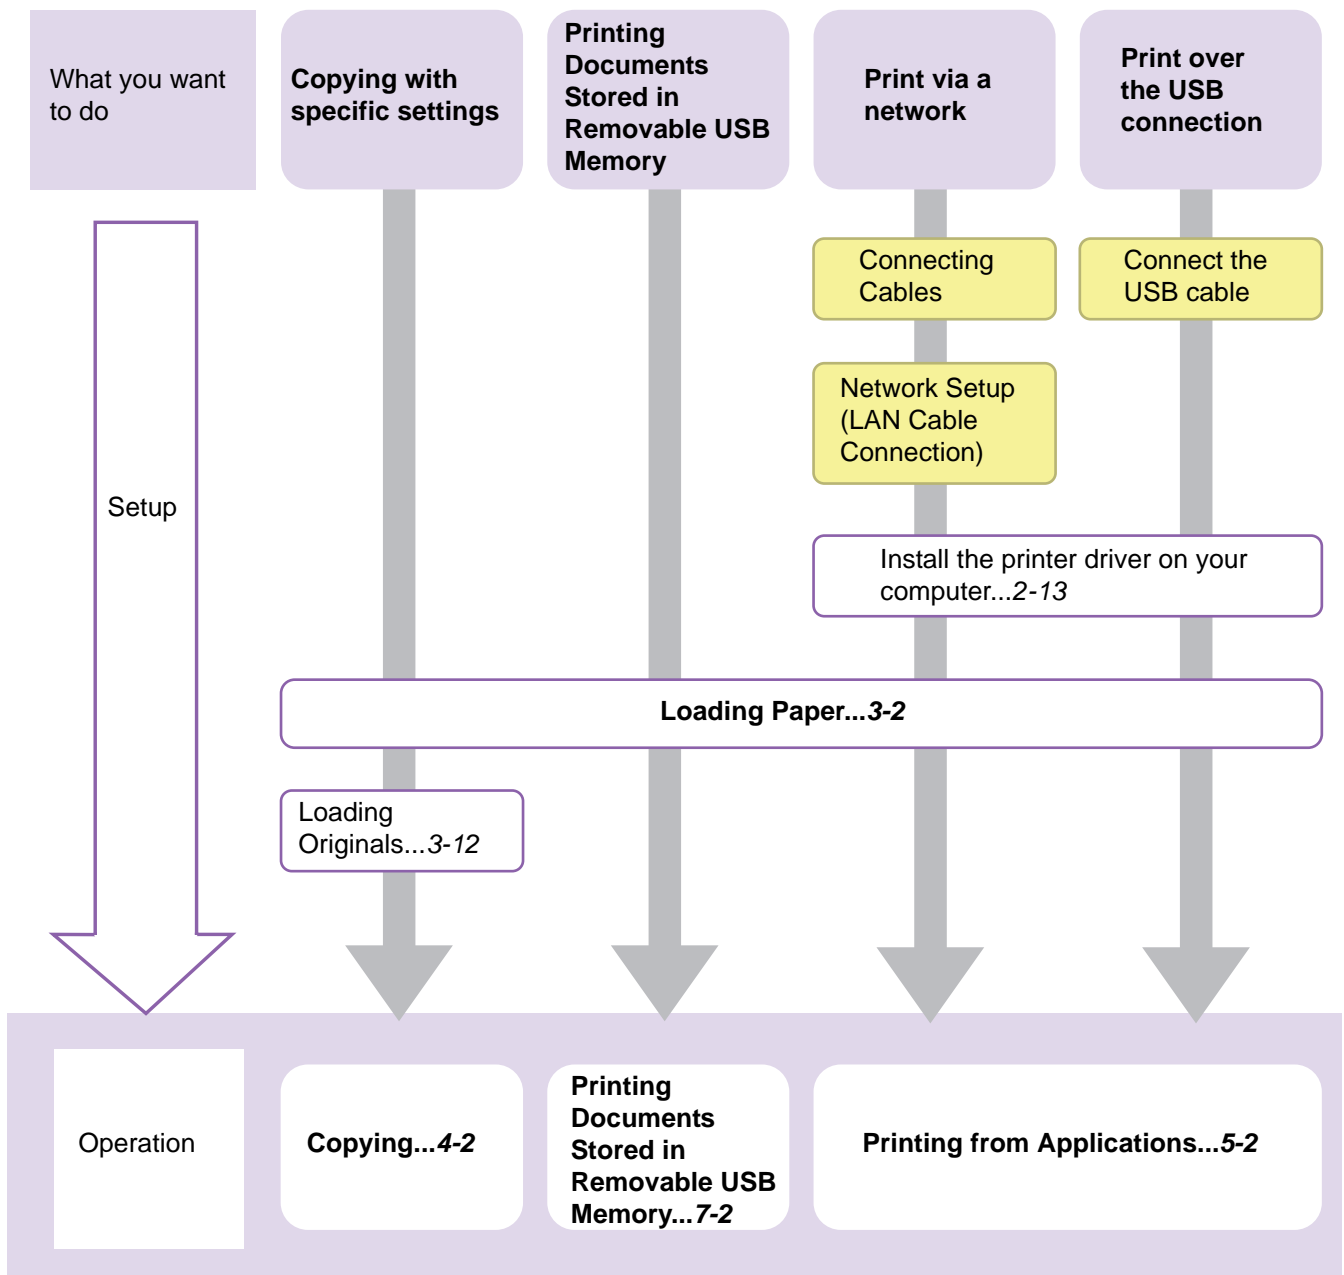 What you want
to do
Copying with
specific settings
Printing
Documents
Stored in
Removable USB
Memory
Print via a
network
Print over
the USB
connection
Connecting
Cables
Connect the
USB cable
Network Setup
(LAN Cable
Connection)
Setup
Install the printer driver on your
computer...2-13
Loading Paper...3-2
Loading
Originals...3-12
Operation
Copying...4-2
Printing
Documents
Stored in
Removable USB
Memory...7-2
Printing from Applications...5-2